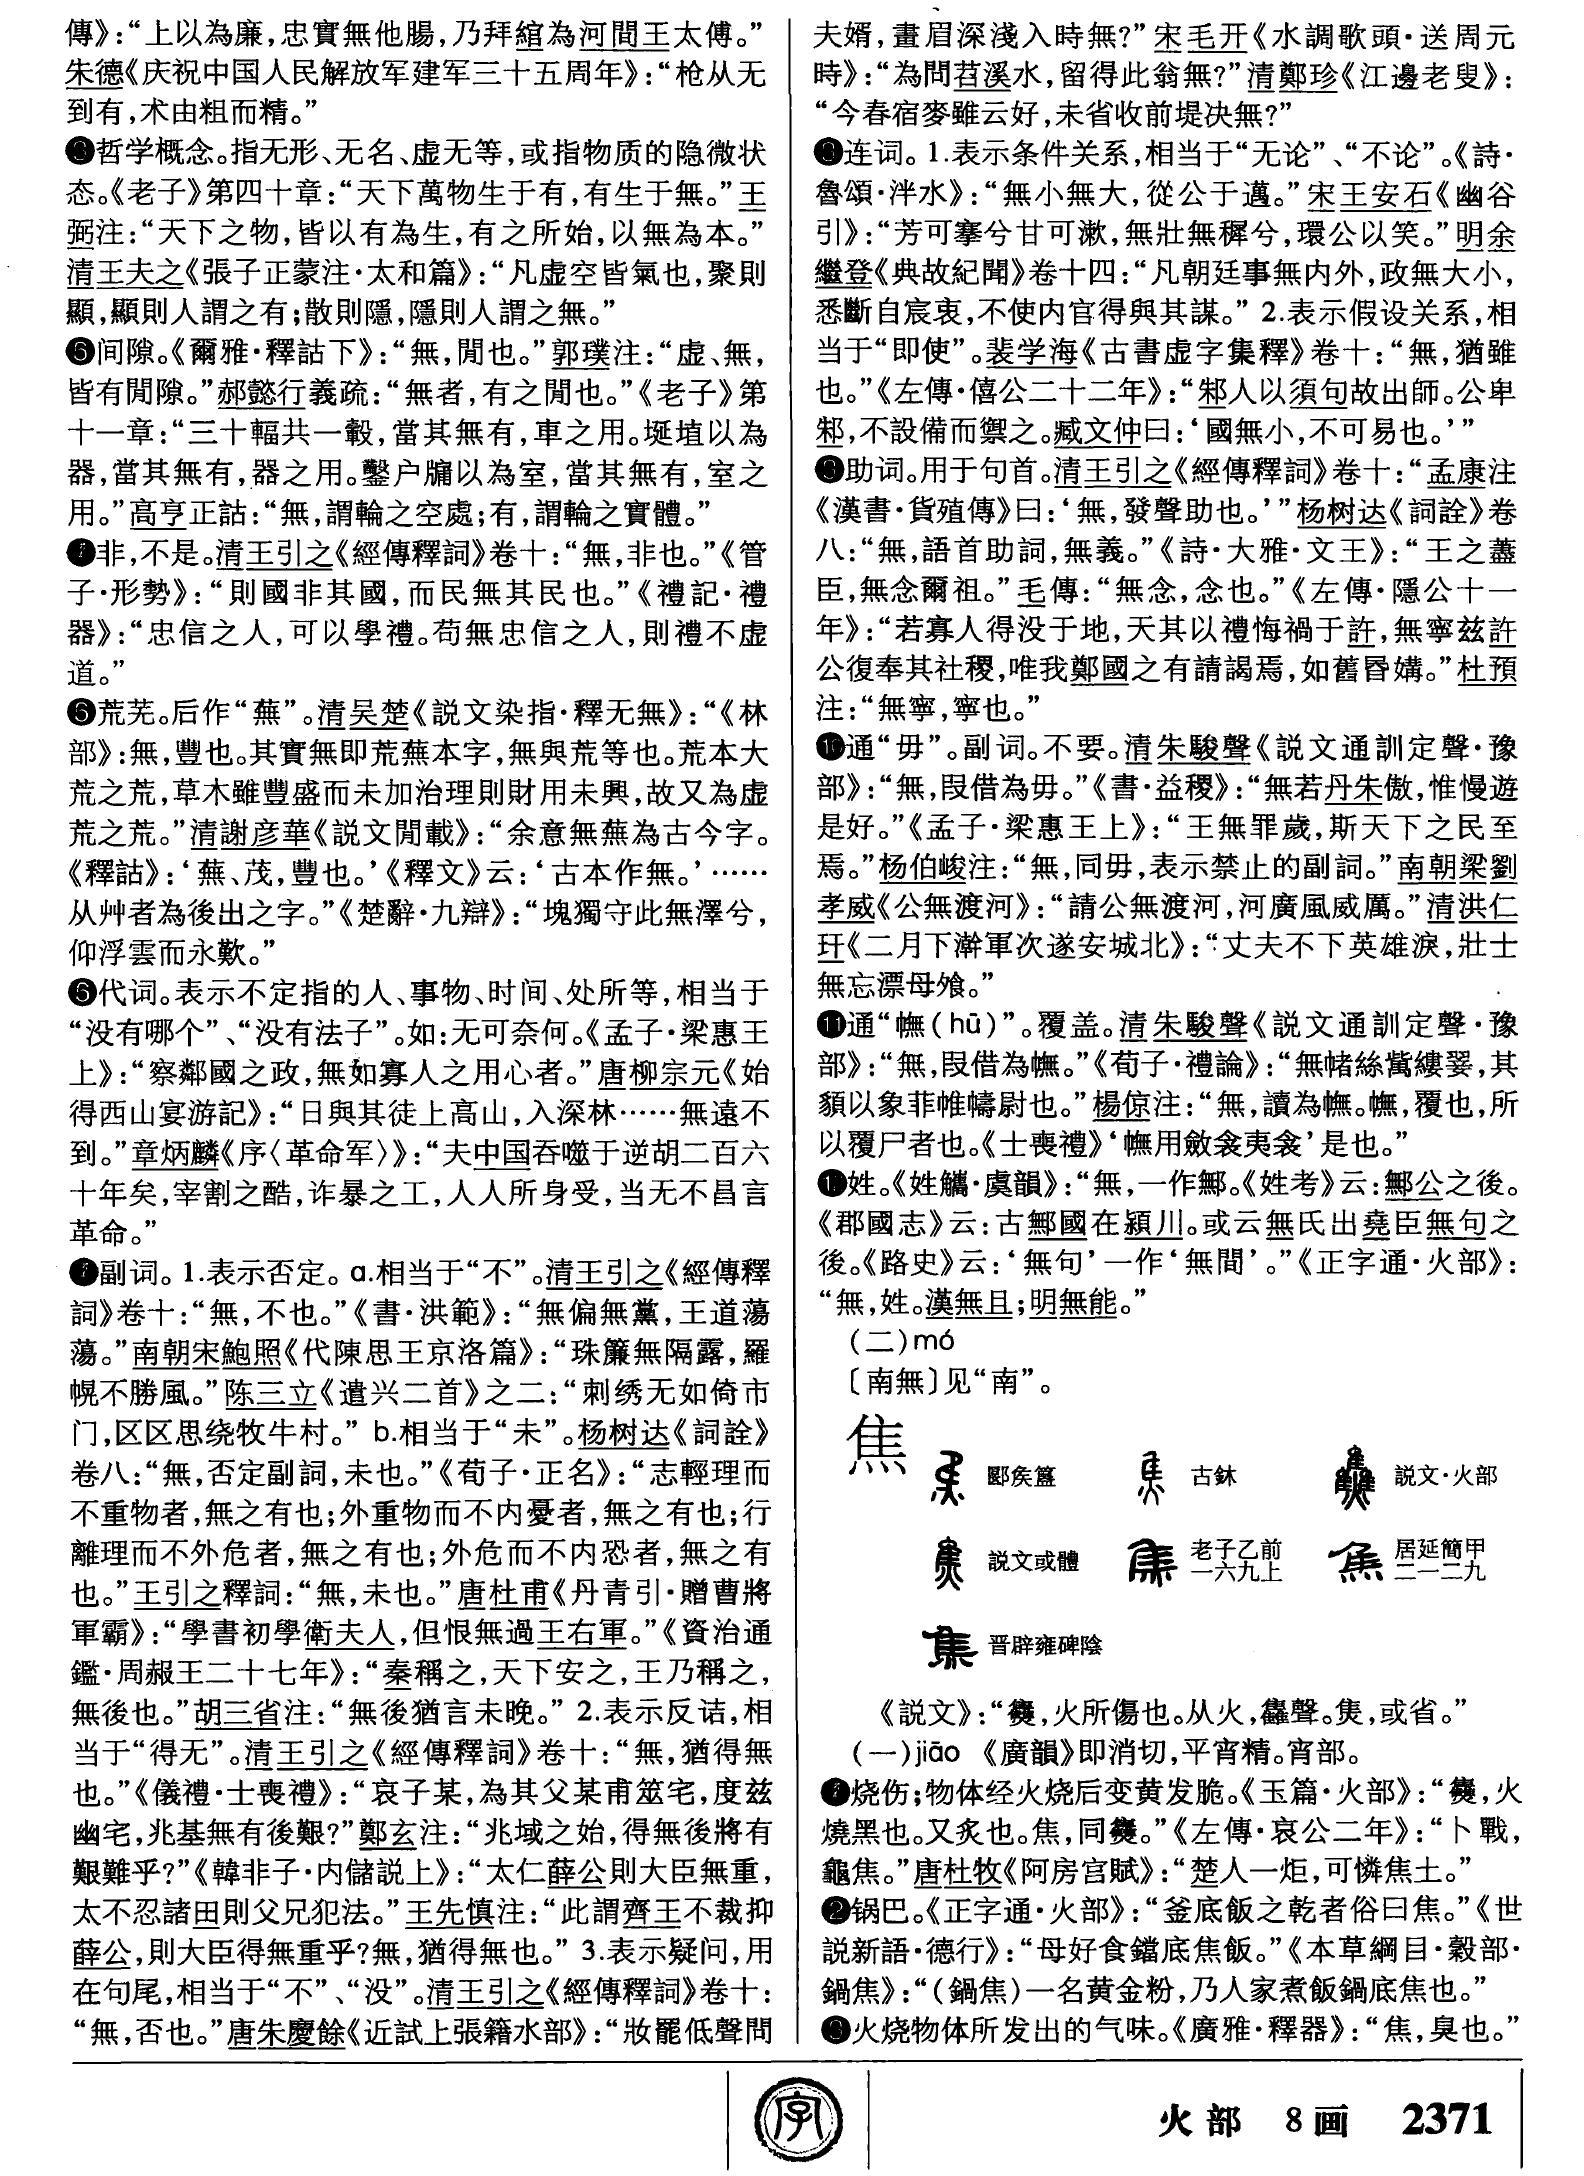 傳》：“上以為廉，忠實無他腸，乃拜綰為河間王太傅。”
朱德《庆祝中国人民解放军建军三十五周年》：“枪从无
到有，术由粗而精。”
哲学概念。指无形、无名、虚无等，或指物质的隐微状
态。《老子》第四十章：“天下萬物生于有，有生于無。”王
弼注：“天下之物，皆以有為生，有之所始，以無為本。”
清王夫之《張子正蒙注·太和篇》：“凡虚空皆氣也，聚則
顯，顯則人謂之有；散則隱，隱則人謂之無。”
间隙。《爾雅·釋詁下》：“無，閒也。”郭璞注：“虚、無，
皆有閒隙。”郝懿行義疏：“無者，有之閒也。”《老子》第
十一章：“三十輻共一轂，當其無有，車之用。埏埴以為
器，當其無有，器之用。鑿户牖以為室，當其無有，室之
用。”高亨正詁：“無，謂輪之空處；有，謂輪之實體。”
非，不是。清王引之《經傳釋詞》卷十：“無，非也。”《管
子·形勢》：“則國非其國，而民無其民也。”《禮記·禮
器》：“忠信之人，可以學禮。苟無忠信之人，則禮不虚
道。”
荒芜。后作“蕪”。清吴楚《説文染指·釋无無》：“《林
部》：無，豐也。其實無即荒蕪本字，無與荒等也。荒本大
荒之荒，草木雖豐盛而未加治理則財用未興，故又為虚
荒之荒。”清謝彦華《説文閒載》：“余意無蕪為古今字。
《釋詁》：‘蕪、茂，豐也。’《釋文》云：‘古本作無。’……
从艸者為後出之字。”《楚辭·九辯》：“塊獨守此無澤兮，
仰浮雲而永歎。”
代词。表示不定指的人、事物、时间、处所等，相当于
“没有哪个”、“没有法子”。如：无可奈何。《孟子·梁惠王
上》：“察鄰國之政，無如寡人之用心者。”唐柳宗元《始
得西山宴游記》：“日與其徒上高山，入深林……無遠不
到。”章炳麟《序〈革命军〉》：“夫中国吞噬于逆胡二百六
十年矣，宰割之酷，诈暴之工，人人所身受，当无不昌言
革命。”
副词。1.表示否定。a.相当于“不”。清王引之《經傳釋
詞》卷十：“無，不也。”《書·洪範》：“無偏無黨，王道蕩
蕩。”南朝宋鮑照《代陳思王京洛篇》：“珠簾無隔露，羅
幌不勝風。”陈三立《遣兴二首》之二：“刺绣无如倚市
门，区区思绕牧牛村。” b.相当于“未”。杨树达《詞詮》
卷八：“無，否定副詞，未也。”《荀子·正名》：“志輕理而
不重物者，無之有也；外重物而不内憂者，無之有也；行
離理而不外危者，無之有也；外危而不内恐者，無之有
也。”王引之釋詞：“無，未也。”唐杜甫《丹青引·贈曹將
軍霸》：“學書初學衛夫人，但恨無過王右軍。”《資治通
鑑·周赧王二十七年》：“秦稱之，天下安之，王乃稱之，
無後也。”胡三省注：“無後猶言未晚。” 2.表示反诘，相
当于“得无”。清王引之《經傳釋詞》卷十：“無，猶得無
也。”《儀禮·士喪禮》：“哀子某，為其父某甫筮宅，度兹
幽宅，兆基無有後艱？”鄭玄注：“兆域之始，得無後將有
艱難乎？”《韓非子·内儲説上》：“太仁薛公則大臣無重，
太不忍諸田則父兄犯法。”王先慎注：“此謂齊王不裁抑
薛公，則大臣得無重乎？無，猶得無也。” 3.表示疑问，用
在句尾，相当于“不”、“没”。清王引之《經傳釋詞》卷十：
“無，否也。”唐朱慶餘《近試上張籍水部》：“妝罷低聲問
夫婿，畫眉深淺入時無？”宋毛开《水調歌頭·送周元
時》：“為問苕溪水，留得此翁無？”清鄭珍《江邊老叟》：
“今春宿麥雖云好，未省收前堤决無？”
连词。1.表示条件关系，相当于“无论”、“不论”。《詩·
魯頌·泮水》：“無小無大，從公于邁。”宋王安石《幽谷
引》：“芳可搴兮甘可漱，無壯無穉兮，環公以笑。”明余
繼登《典故紀聞》卷十四：“凡朝廷事無内外，政無大小，
悉斷自宸衷，不使内官得與其謀。” 2.表示假设关系，相
当于“即使”。裴学海《古書虚字集釋》卷十：“無，猶雖
也。”《左傳·僖公二十二年》：“邾人以須句故出師。公卑
邾，不設備而禦之。臧文仲曰：‘國無小，不可易也。’”
助词。用于句首。清王引之《經傳釋詞》卷十：“孟康注
《漢書·貨殖傳》曰：‘無，發聲助也。’”杨树达《詞詮》卷
八：“無，語首助詞，無義。”《詩·大雅·文王》：“王之藎
臣，無念爾祖。”毛傳：“無念，念也。”《左傳·隱公十一
年》：“若寡人得没于地，天其以禮悔禍于許，無寧兹許
公復奉其社稷，唯我鄭國之有請謁焉，如舊昬媾。”杜預
注：“無寧，寧也。”
通“毋”。副词。不要。清朱駿聲《説文通訓定聲·豫
部》：“無，叚借為毋。”《書·益稷》：“無若丹朱傲，惟慢遊
是好。”《孟子·梁惠王上》：“王無罪歲，斯天下之民至
焉。”杨伯峻注：“無，同毋，表示禁止的副詞。”南朝梁劉
孝威《公無渡河》：“請公無渡河，河廣風威厲。”清洪仁
玕《二月下澣軍次遂安城北》：“丈夫不下英雄淚，壯士
無忘漂母飧。”
⓫通“幠(hū)”。覆盖。清朱駿聲《説文通訓定聲·豫
部》：“無，叚借為幠。”《荀子·禮論》：“無帾絲歶縷翣，其
䫉以象菲帷幬尉也。”楊倞注：“無，讀為幠。幠，覆也，所
以覆尸者也。《士喪禮》‘幠用斂衾夷衾’是也。”
姓。《姓觿·虞韻》：“無，一作鄦。《姓考》云：鄦公之後。
《郡國志》云：古鄦國在潁川。或云無氏出堯臣無句之
後。《路史》云：‘無句’一作‘無閒’。”《正字通·火部》：
“無，姓。漢無且；明無能。”
（二）mó
〔南無〕见“南”。
焦
郾矦簋 古鉨 説文·火部
説文或體 老子乙前一六九上 居延簡甲二一二九
晋辟雍碑陰
《説文》：“𤓪，火所傷也。从火，雥聲。焦，或省。”
（一）jiāo 《廣韻》即消切，平宵精。宵部。
烧伤；物体经火烧后变黄发脆。《玉篇·火部》：“𤓪，火
燒黑也。又炙也。焦，同𤓪。”《左傳·哀公二年》：“卜戰，
龜焦。”唐杜牧《阿房宫賦》：“楚人一炬，可憐焦土。”
❷锅巴。《正字通·火部》：“釜底飯之乾者俗曰焦。”《世
説新語·德行》：“母好食鐺底焦飯。”《本草綱目·穀部·
鍋焦》：“（鍋焦）一名黄金粉，乃人家煮飯鍋底焦也。”
❸火烧物体所发出的气味。《廣雅·釋器》：“焦，臭也。”
字
火部 8画 2371